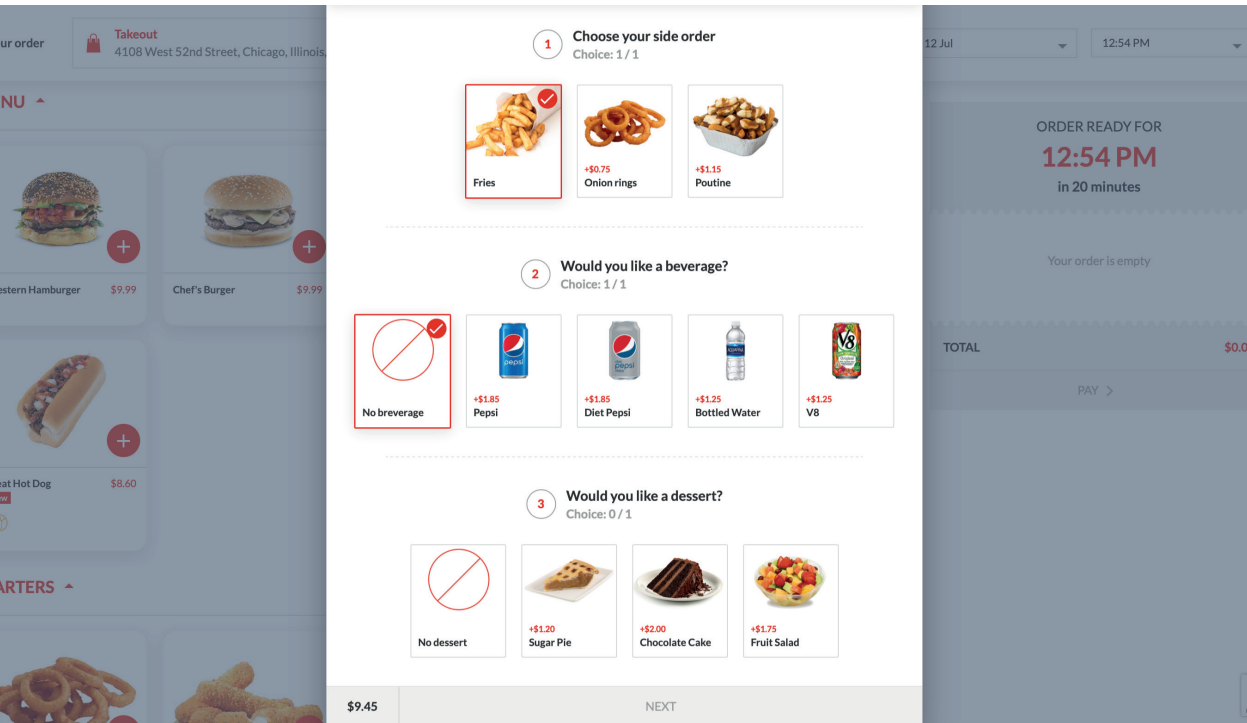 ur order
Takeout
4108 West 52nd Street, Chicago, Illinois,
12 Jul
12:54 PM
NU
1
Choose your side order
Choice: 1 / 1
Fries
+$0.75
Onion rings
+$1.15
Poutine
ORDER READY FOR
12:54 PM
in 20 minutes
Your order is empty
TOTAL
$0.0
PAY
estern Hamburger
$9.99
Chef's Burger
$9.99
2
Would you like a beverage?
Choice: 1 / 1
No breverage
pepsi
+$1.85
Pepsi
pepsi
+$1.85
Diet Pepsi
+$1.25
Bottled Water
V8
+$1.25
V8
eat Hot Dog
$8.60
ew
3
Would you like a dessert?
Choice: 0 / 1
No dessert
+$1.20
Sugar Pie
+$2.00
Chocolate Cake
+$1.75
Fruit Salad
ARTERS
$9.45
NEXT